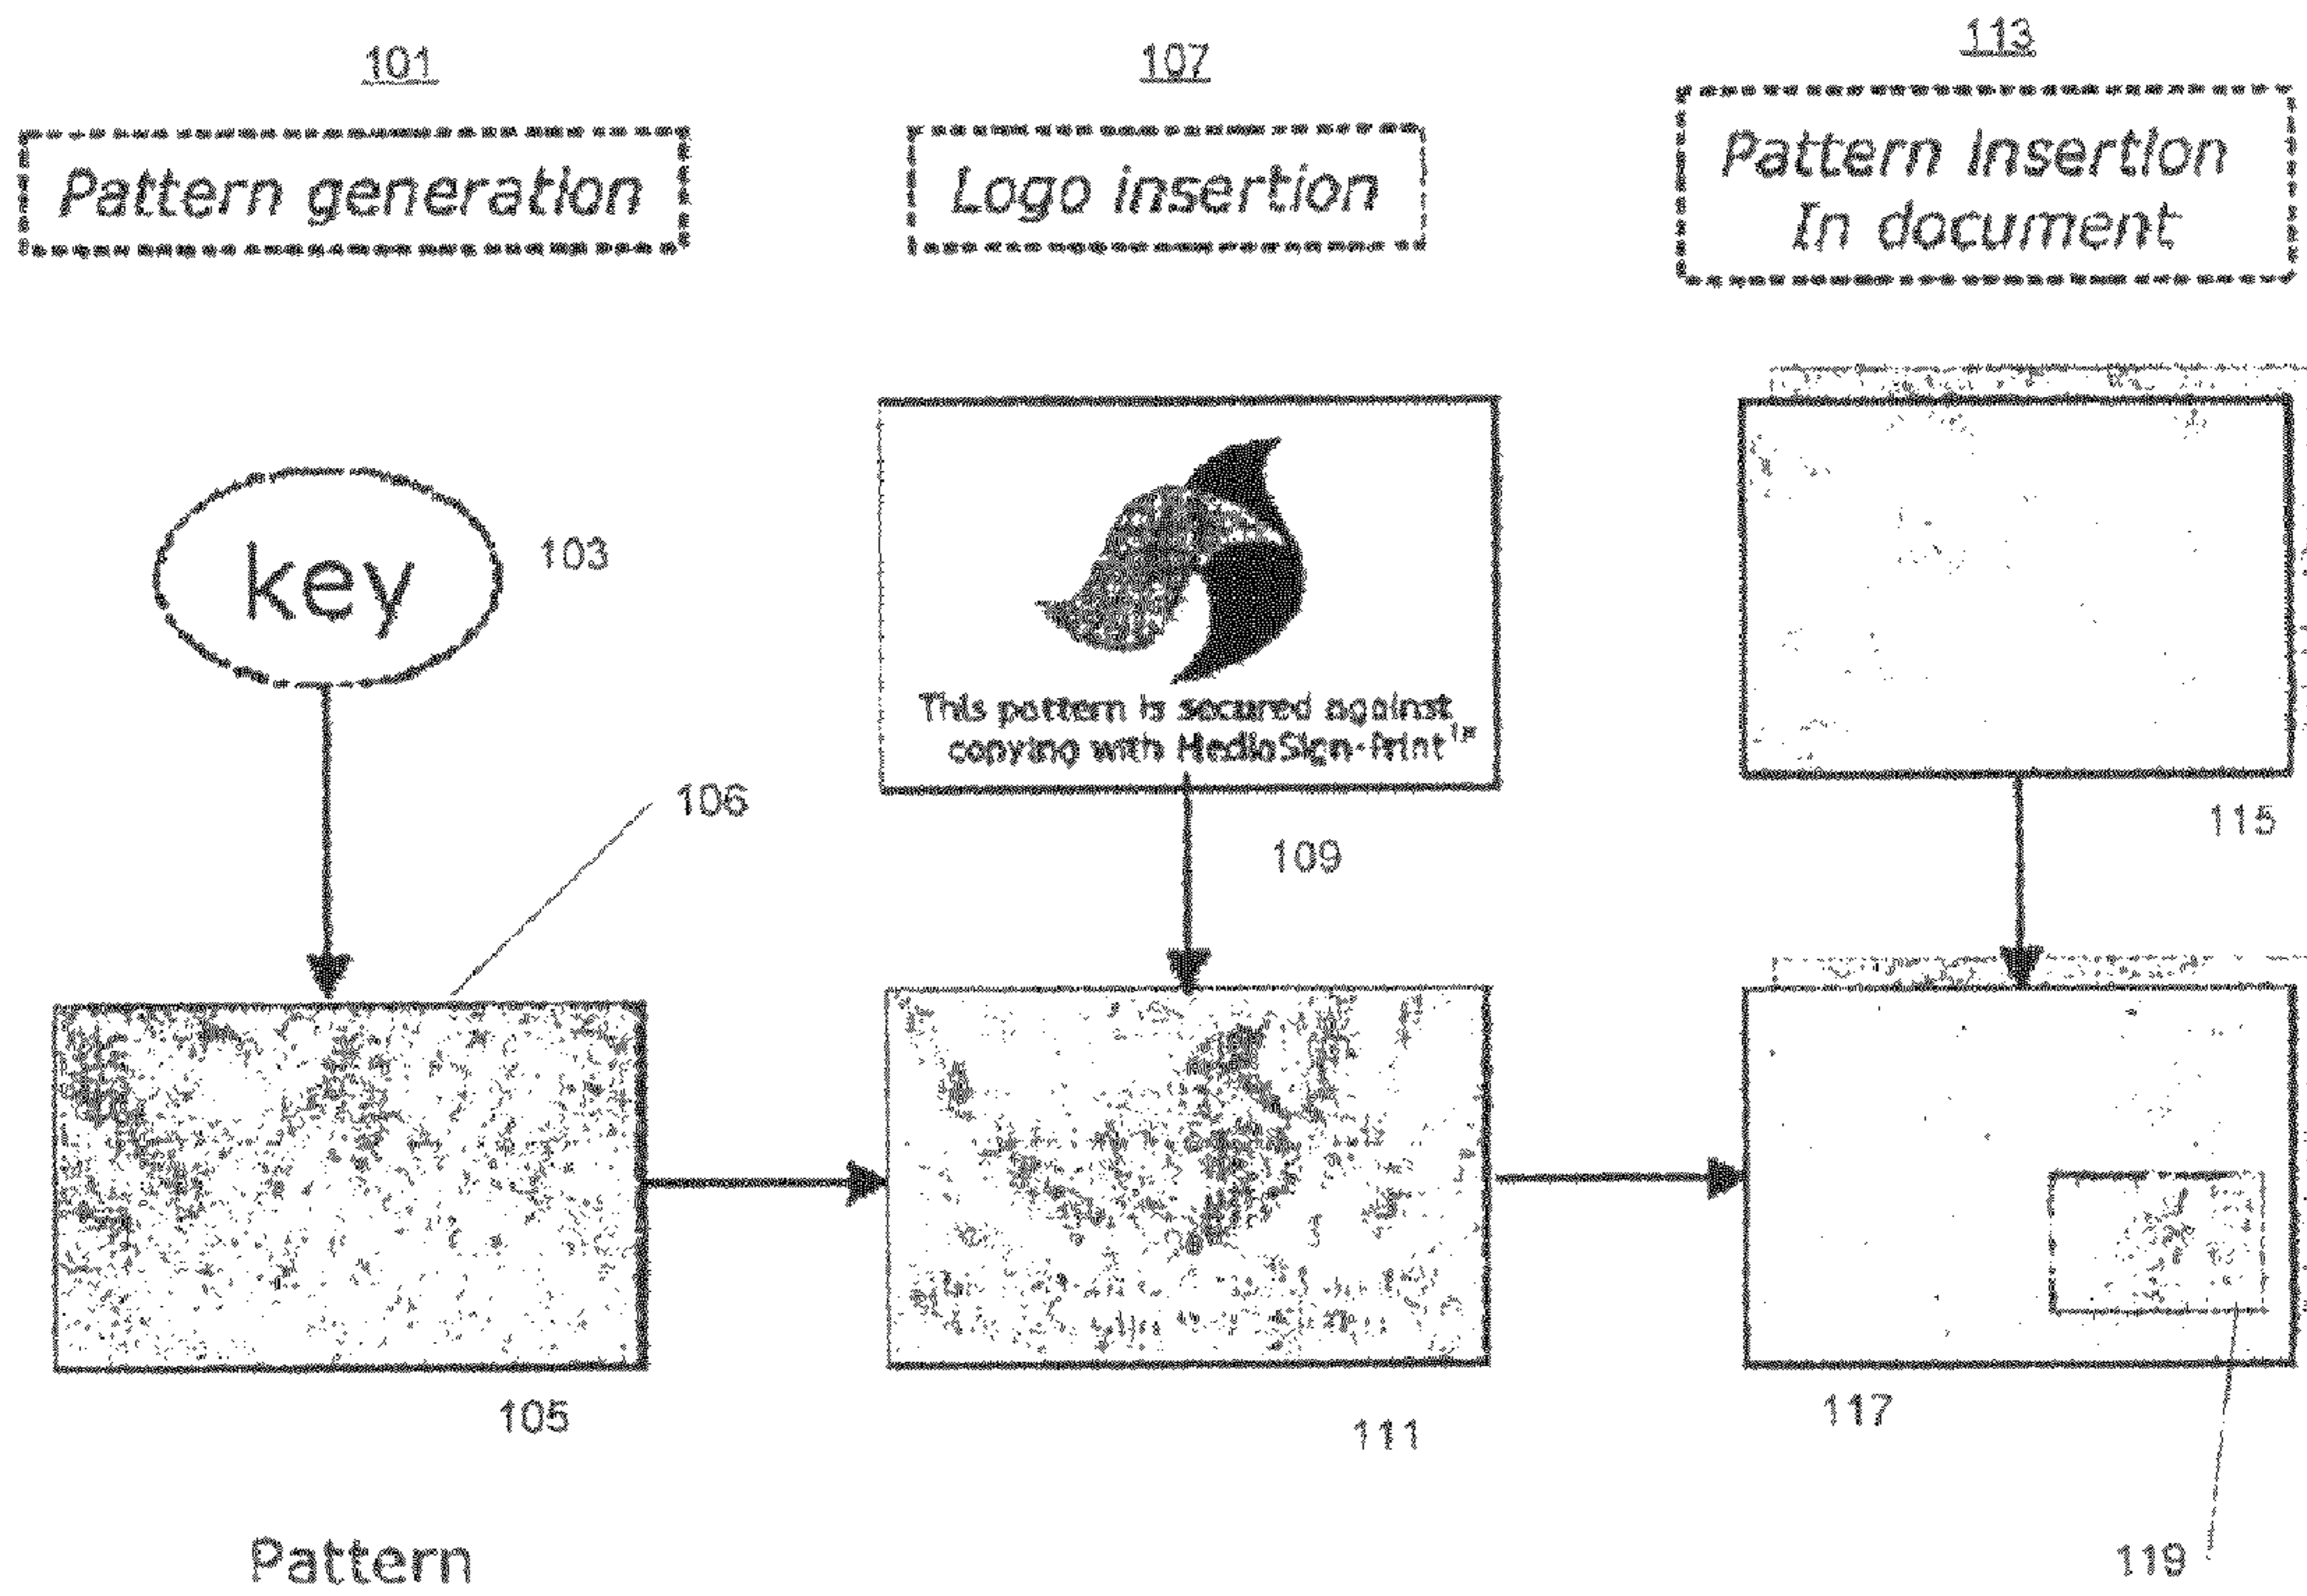 101
Pattern generation
107
Logo insertion
113
Pattern Insertion
In document
key
103
106
This pattern is secured against
copying with MediaSign-Print
109
115
105
111
117
119
Pattern